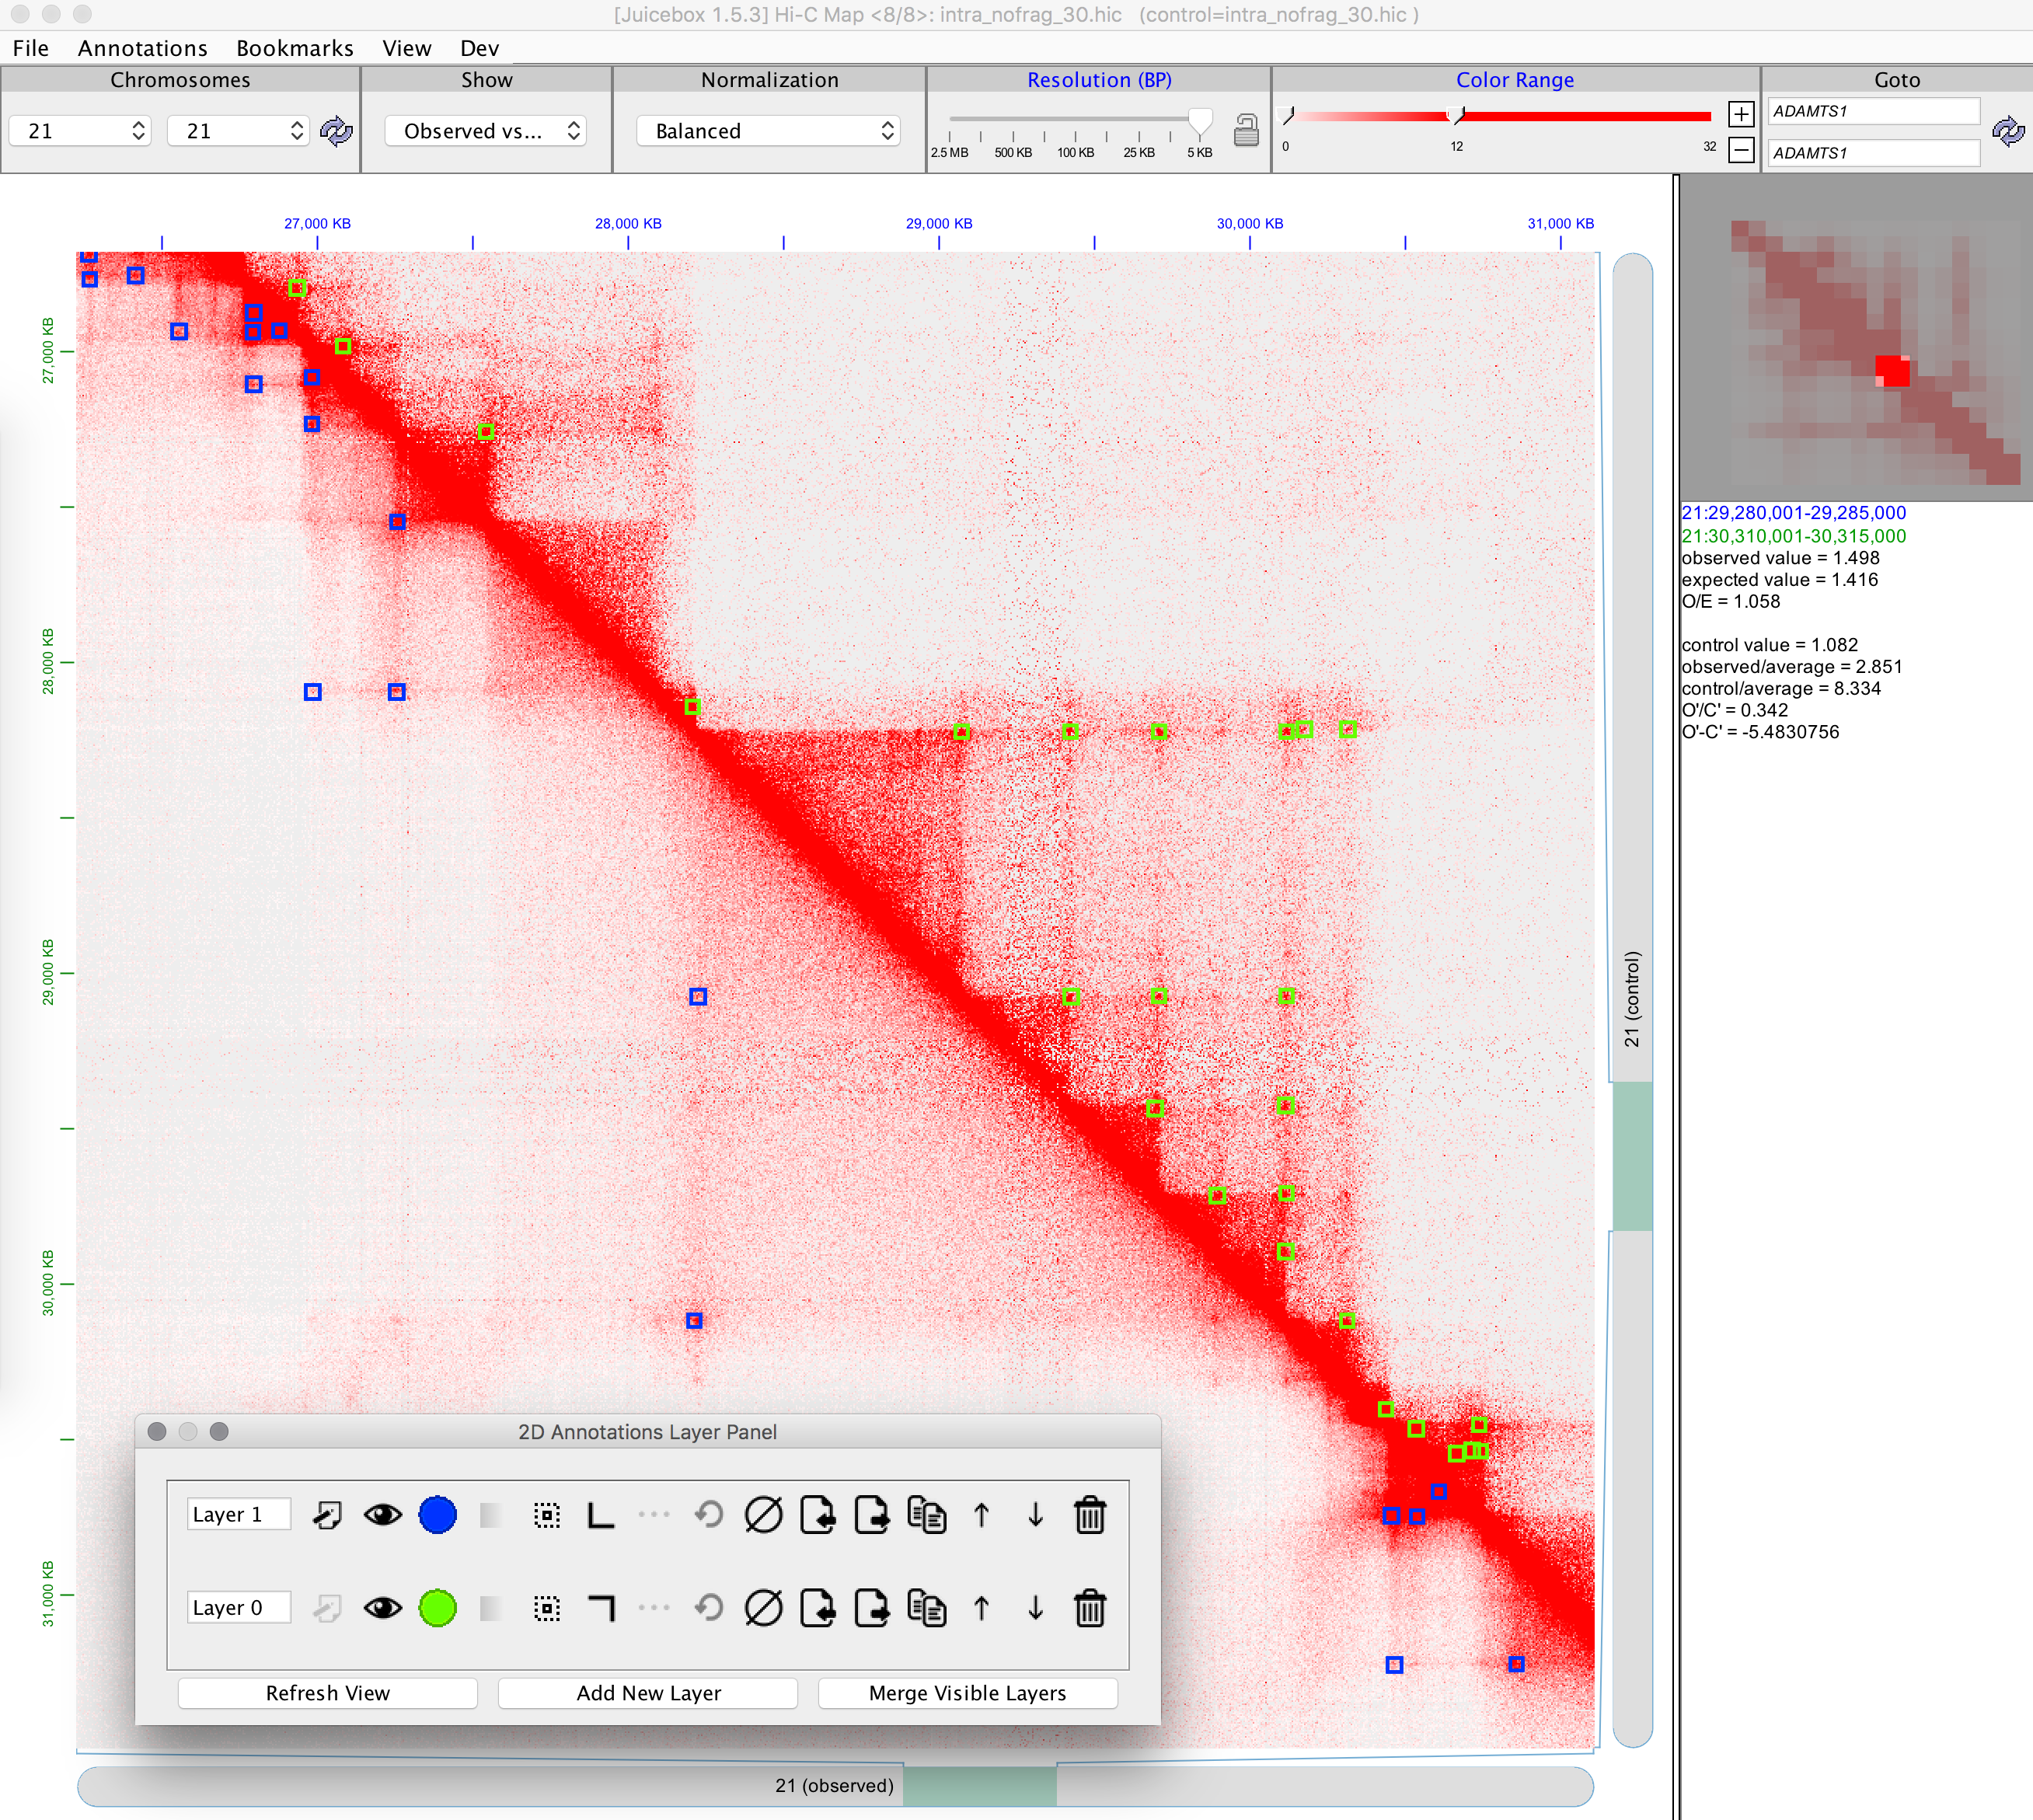 [Juicebox 1.5.3] Hi-C Map <8/8>: intra_nofrag_30.hic (control=intra_nofrag_30.hic )
File Annotations Bookmarks View Dev
Chromosomes Show Normalization Resolution (BP) Color Range Goto
21 21 Observed vs... Balanced
2.5 MB 500 KB 100 KB 25 KB 5 KB
0 12 32
ADAMTS1
ADAMTS1
27,000 KB 28,000 KB 29,000 KB 30,000 KB 31,000 KB
27,000 KB
28,000 KB
29,000 KB
30,000 KB
31,000 KB
21 (control)
21:29,280,001-29,285,000
21:30,310,001-30,315,000
observed value = 1.498
expected value = 1.416
O/E = 1.058
control value = 1.082
observed/average = 2.851
control/average = 8.334
O'/C' = 0.342
O'-C' = -5.4830756
2D Annotations Layer Panel
Layer 1
Layer 0
Refresh View Add New Layer Merge Visible Layers
21 (observed)